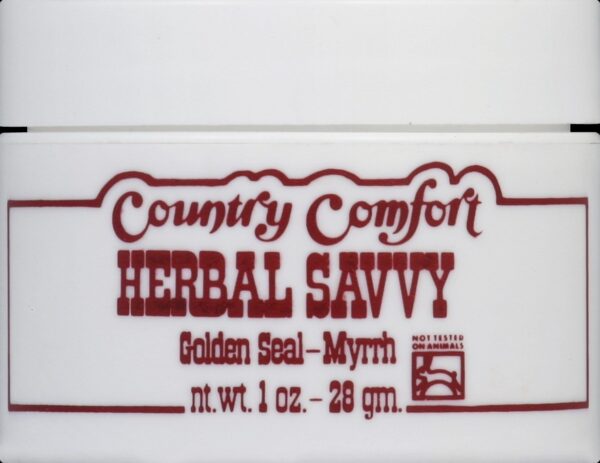 Country Comfort
HERBAL SAVVY
Golden Seal-Myrrh
NOT TESTED
ON ANIMALS
nt. wt. 1 oz. - 28 gm.